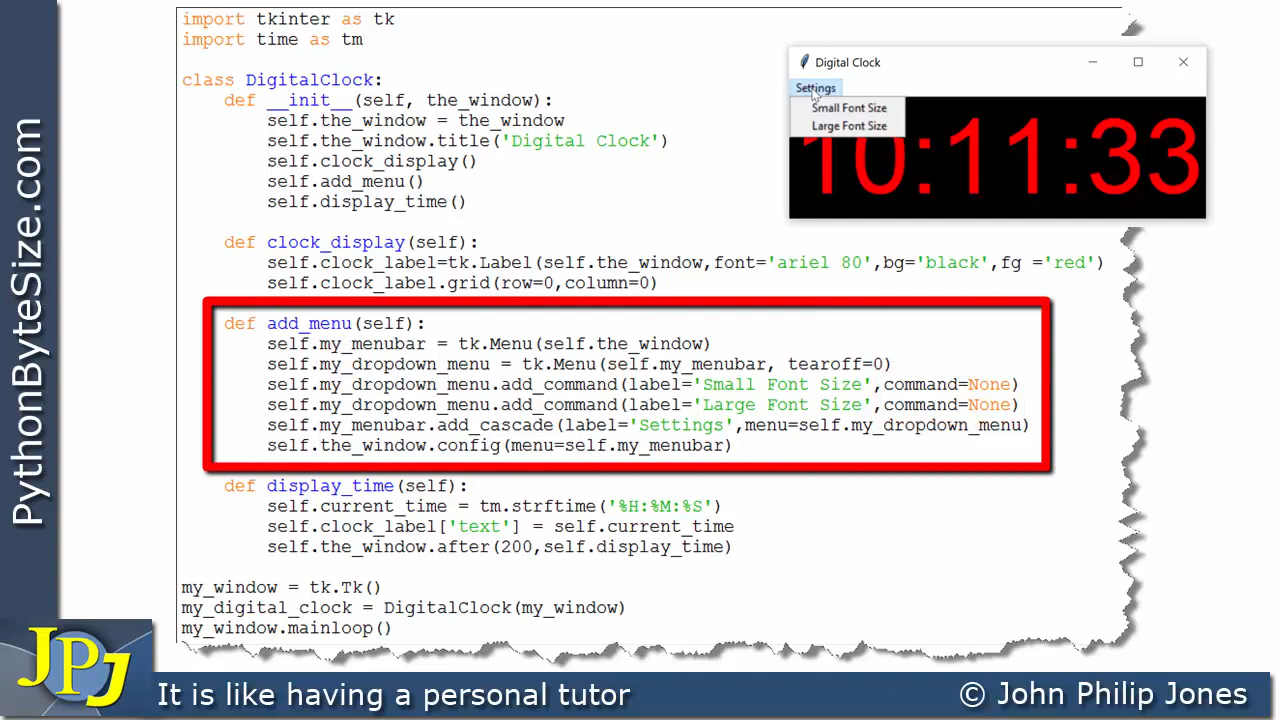 PythonByteSize.com
import tkinter as tk
import time as tm
class DigitalClock:
def __init__(self, the_window):
self.the_window = the_window
self.the_window.title('Digital Clock')
self.clock_display()
self.add_menu()
self.display_time()
def clock_display(self):
self.clock_label=tk.Label(self.the_window,font='ariel 80',bg='black',fg ='red')
self.clock_label.grid(row=0,column=0)
def add_menu(self):
self.my_menubar = tk.Menu(self.the_window)
self.my_dropdown_menu = tk.Menu(self.my_menubar, tearoff=0)
self.my_dropdown_menu.add_command(label='Small Font Size',command=None)
self.my_dropdown_menu.add_command(label='Large Font Size',command=None)
self.my_menubar.add_cascade(label='Settings',menu=self.my_dropdown_menu)
self.the_window.config(menu=self.my_menubar)
def display_time(self):
self.current_time = tm.strftime('%H:%M:%S')
self.clock_label['text'] = self.current_time
self.the_window.after(200,self.display_time)
my_window = tk.Tk()
my_digital_clock = DigitalClock(my_window)
my_window.mainloop()
Digital Clock
Settings
Small Font Size
Large Font Size
10:11:33
JPJ
It is like having a personal tutor
© John Philip Jones